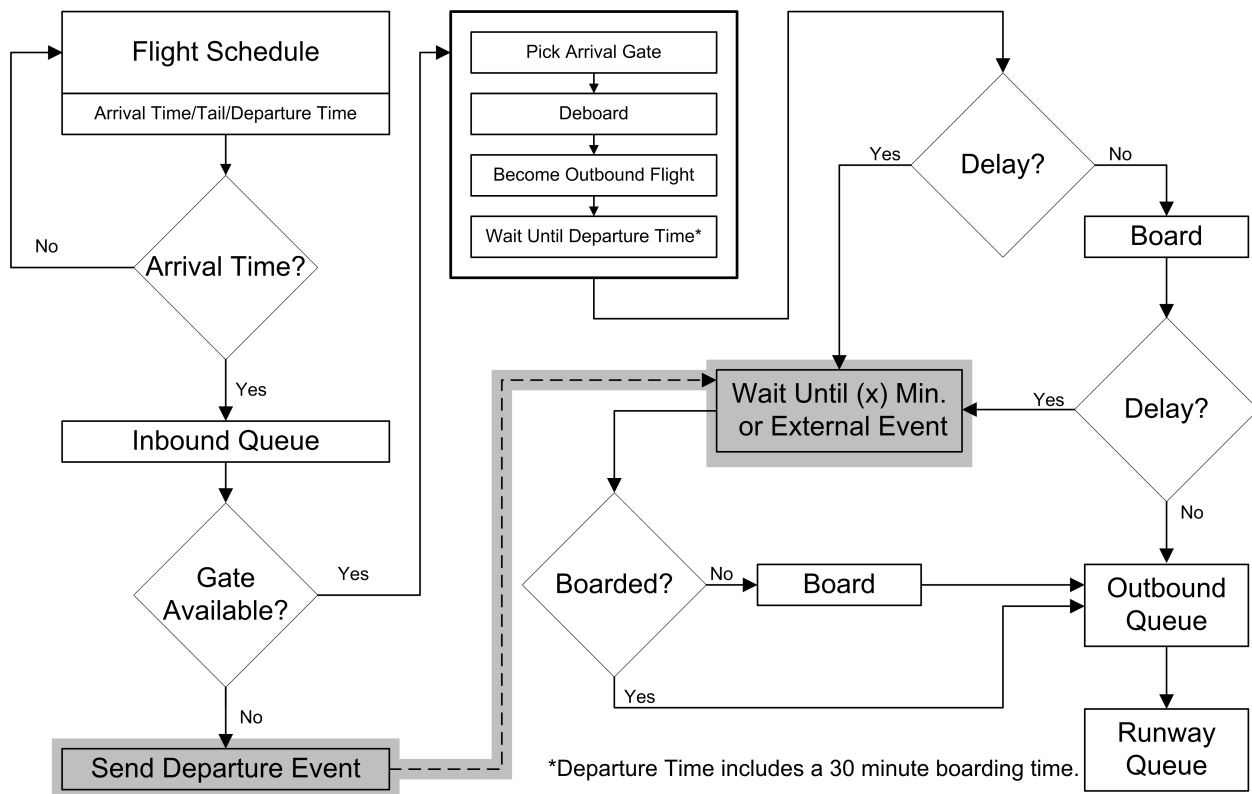 Flight Schedule
Arrival Time/Tail/Departure Time
No
Arrival Time?
Yes
Inbound Queue
Gate
Available?
Yes
No
Send Departure Event
Pick Arrival Gate
Deboard
Become Outbound Flight
Wait Until Departure Time*
Yes
Delay?
No
Board
Wait Until (x) Min.
or External Event
Yes
Delay?
No
Boarded?
No
Board
Yes
Outbound
Queue
Runway
Queue
*Departure Time includes a 30 minute boarding time.